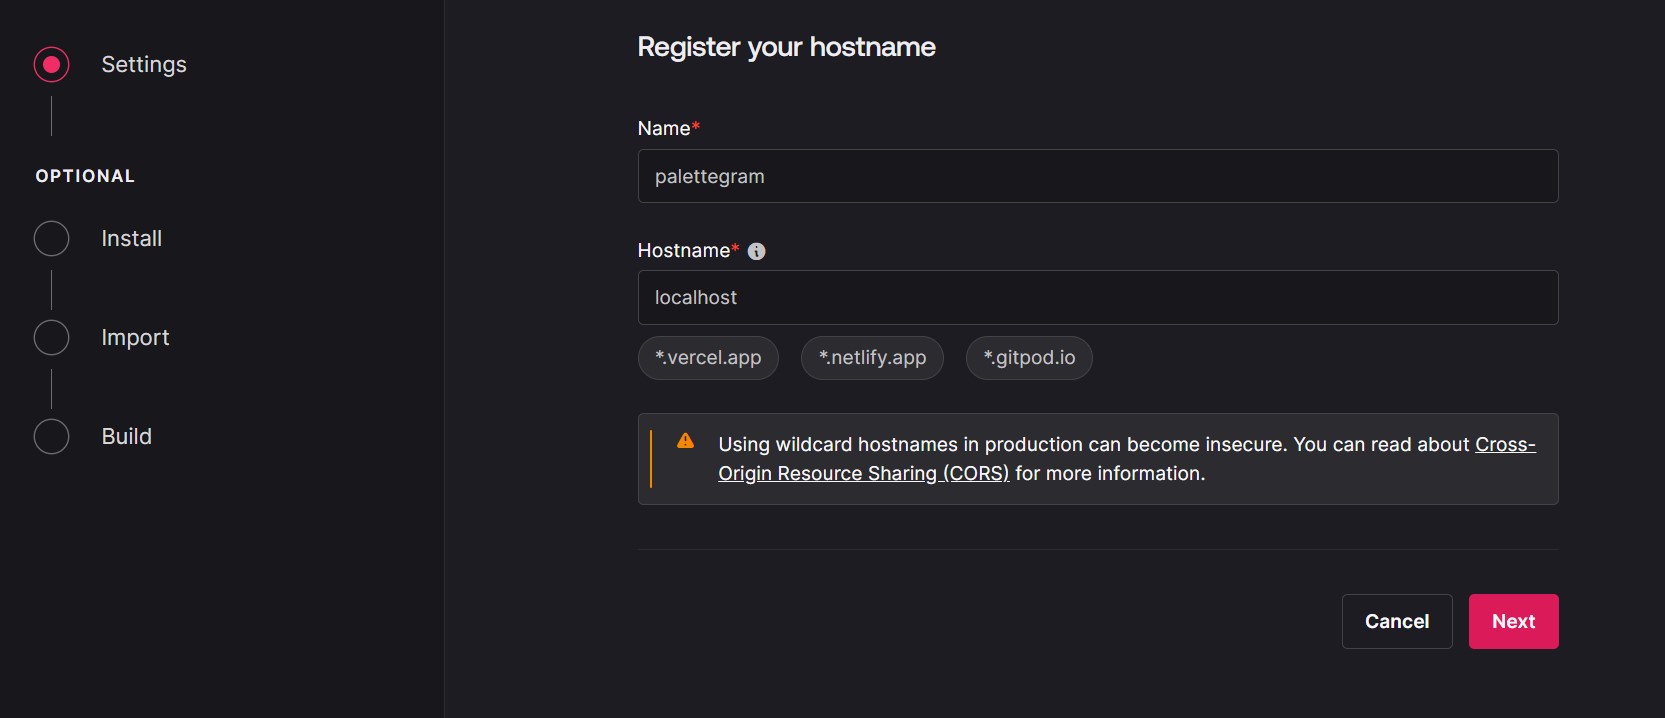 Settings
OPTIONAL
Install
Import
Build
Register your hostname
Name*
palettegram
Hostname*
localhost
*.vercel.app *.netlify.app *.gitpod.io
Using wildcard hostnames in production can become insecure. You can read about Cross-
Origin Resource Sharing (CORS) for more information.
Cancel Next